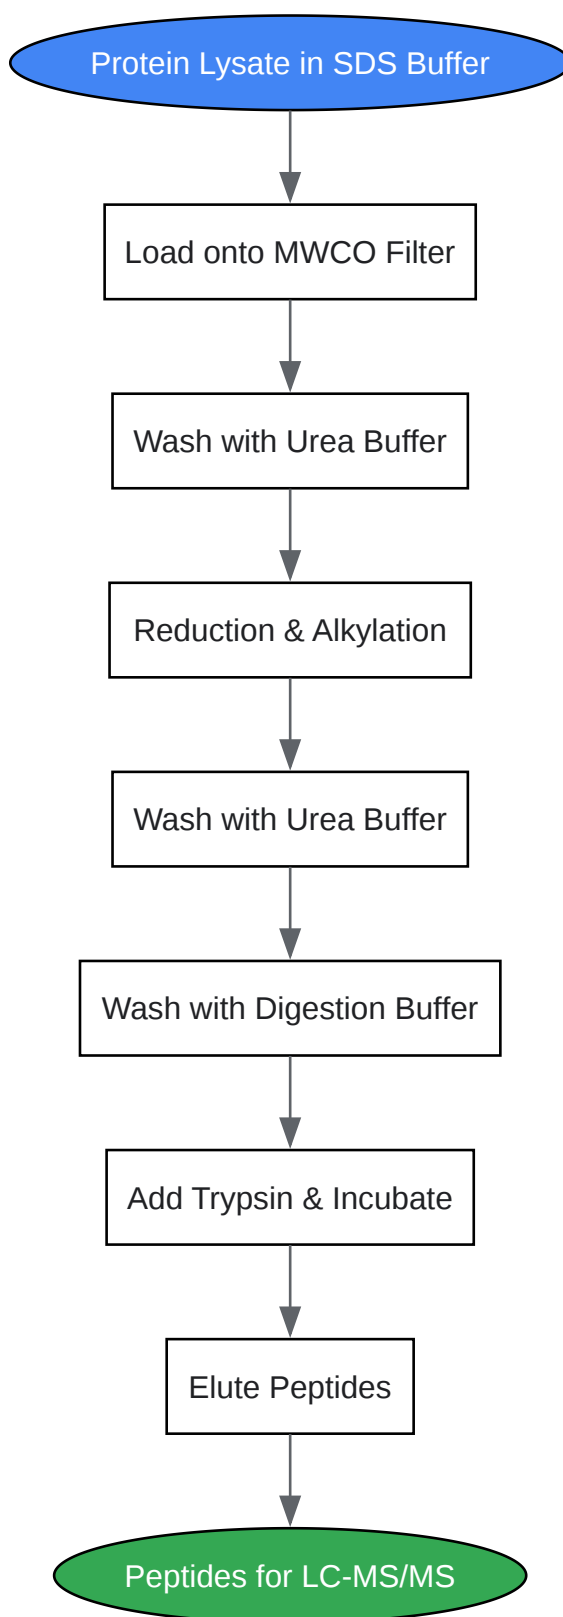 Protein Lysate in SDS Buffer
Load onto MWCO Filter
Wash with Urea Buffer
Reduction & Alkylation
Wash with Urea Buffer
Wash with Digestion Buffer
Add Trypsin & Incubate
Elute Peptides
Peptides for LC-MS/MS